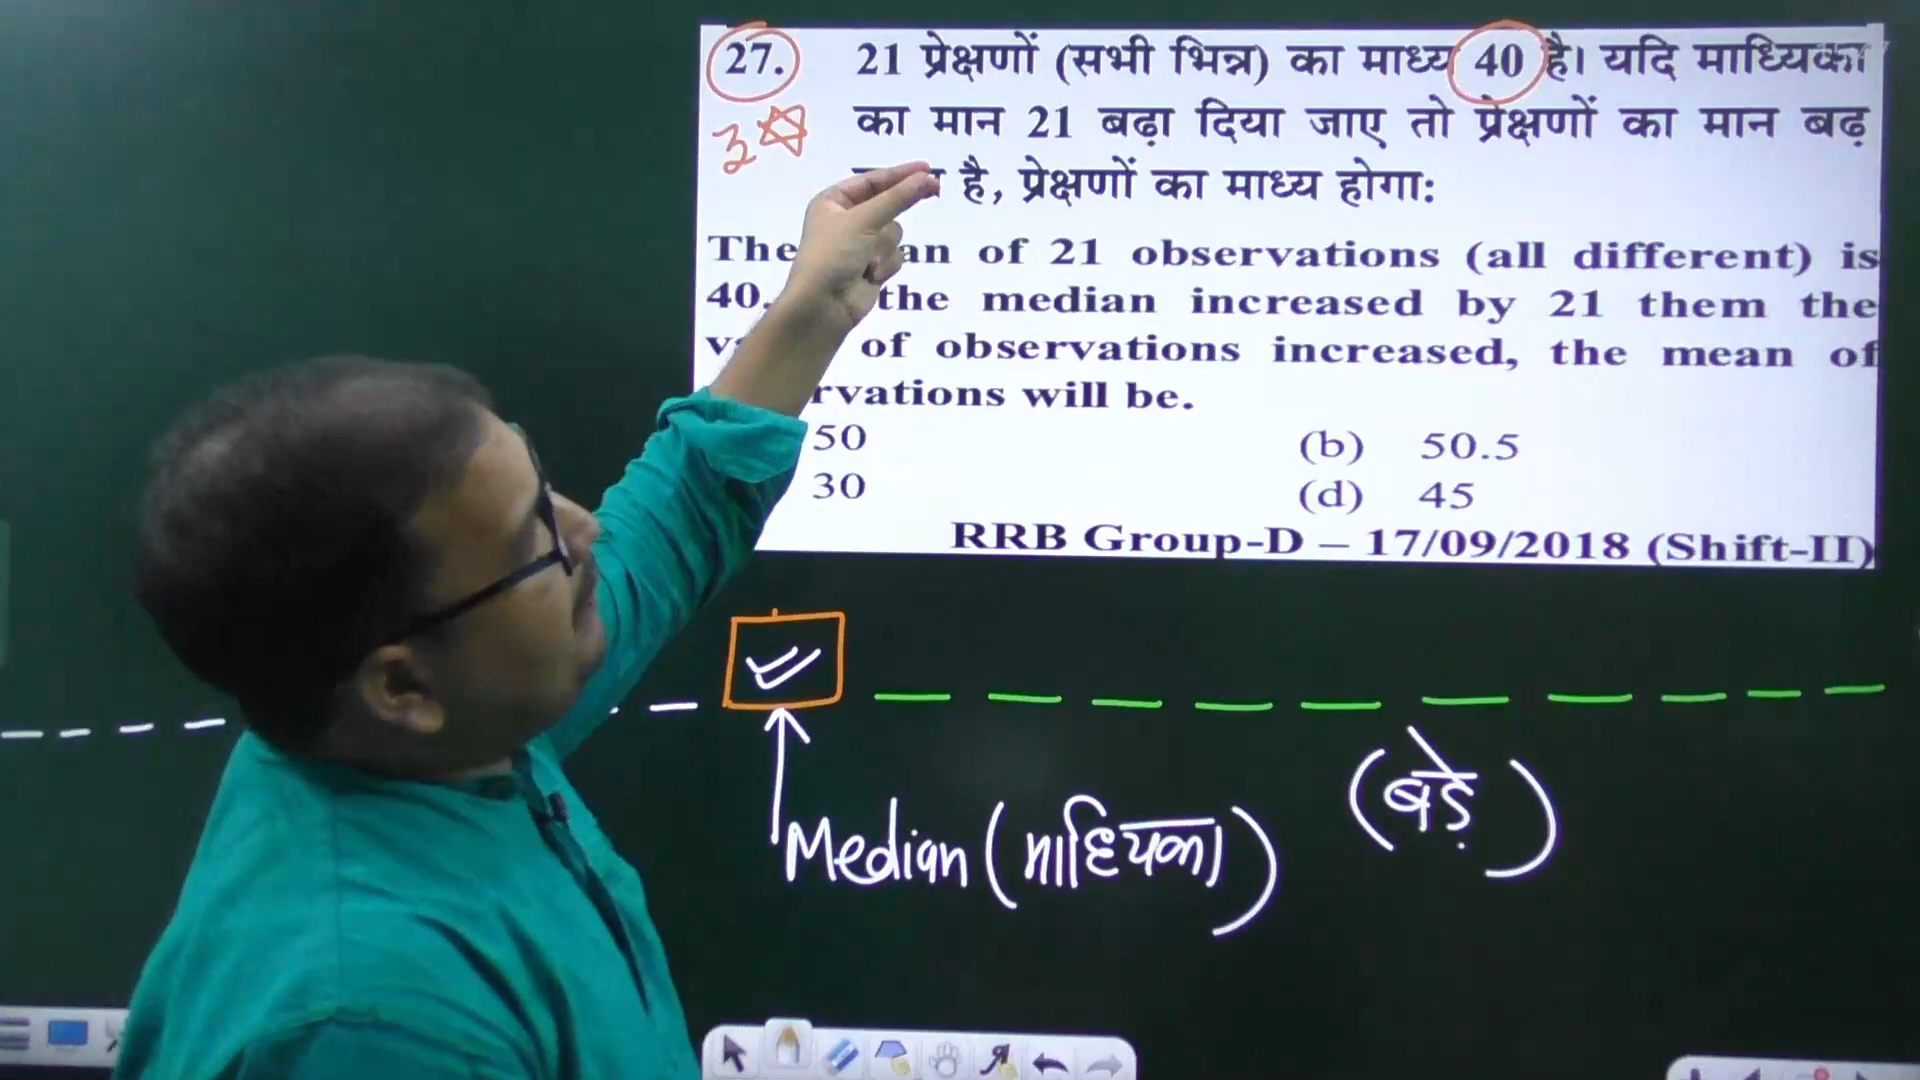 27. 21 प्रेक्षणों (सभी भिन्न) का माध्य 40 है। यदि माध्यिका
का मान 21 बढ़ा दिया जाए तो प्रेक्षणों का मान बढ़
3
है, प्रेक्षणों का माध्य होगा:
The an of 21 observations (all different) is
40. the median increased by 21 them the
of observations increased, the mean of
rvations will be.
50 (b) 50.5
30 (d) 45
RRB Group-D – 17/09/2018 (Shift-II)
(बड़े)
Median (माध्यिका)